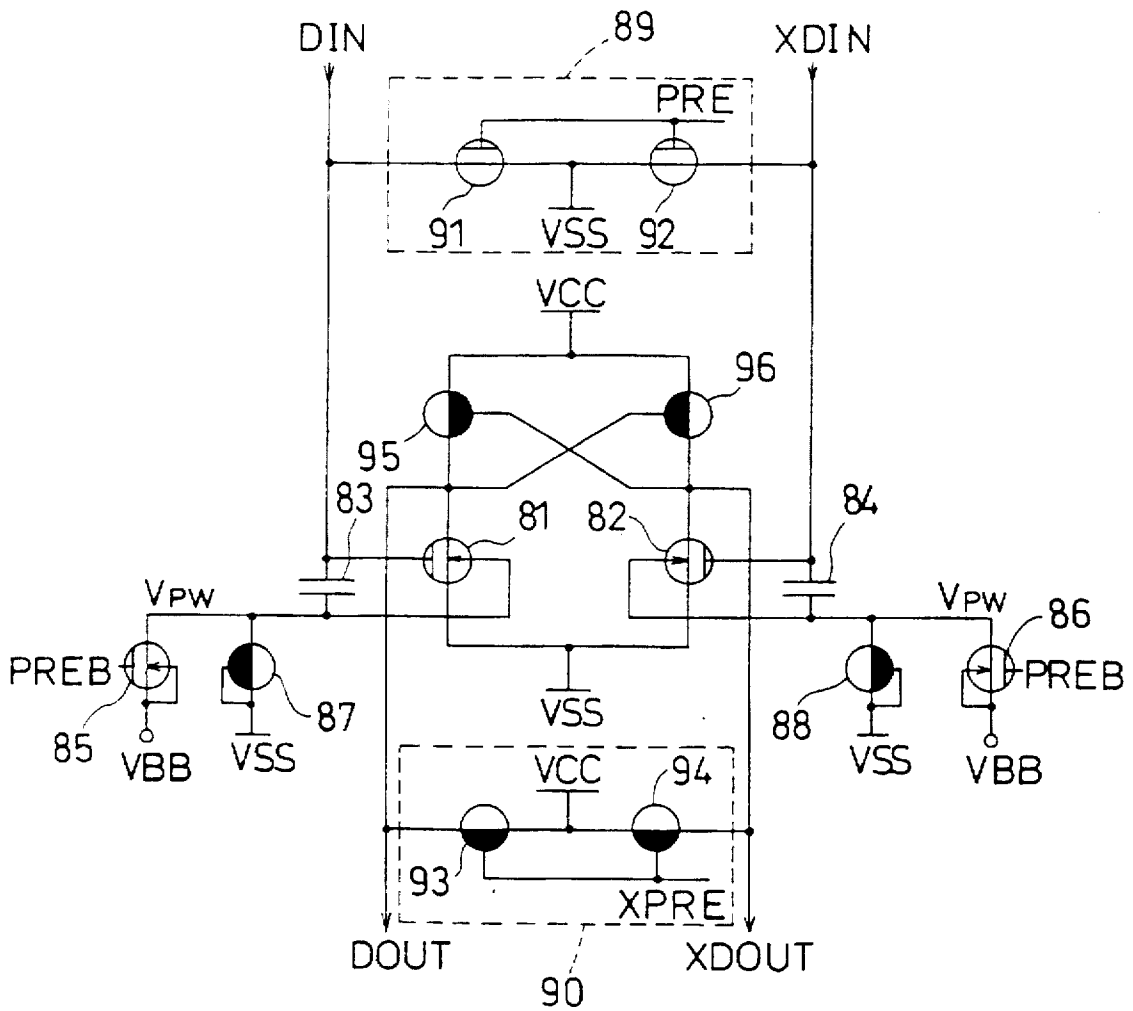 89
DIN
XDIN
PRE
91
VSS
92
VCC
95
96
83
81
82
84
VPW
VPW
86
PREB
PREB
85
87
88
VBB
VSS
VSS
VSS
VBB
VCC
94
93
XPRE
DOUT
XDOUT
90